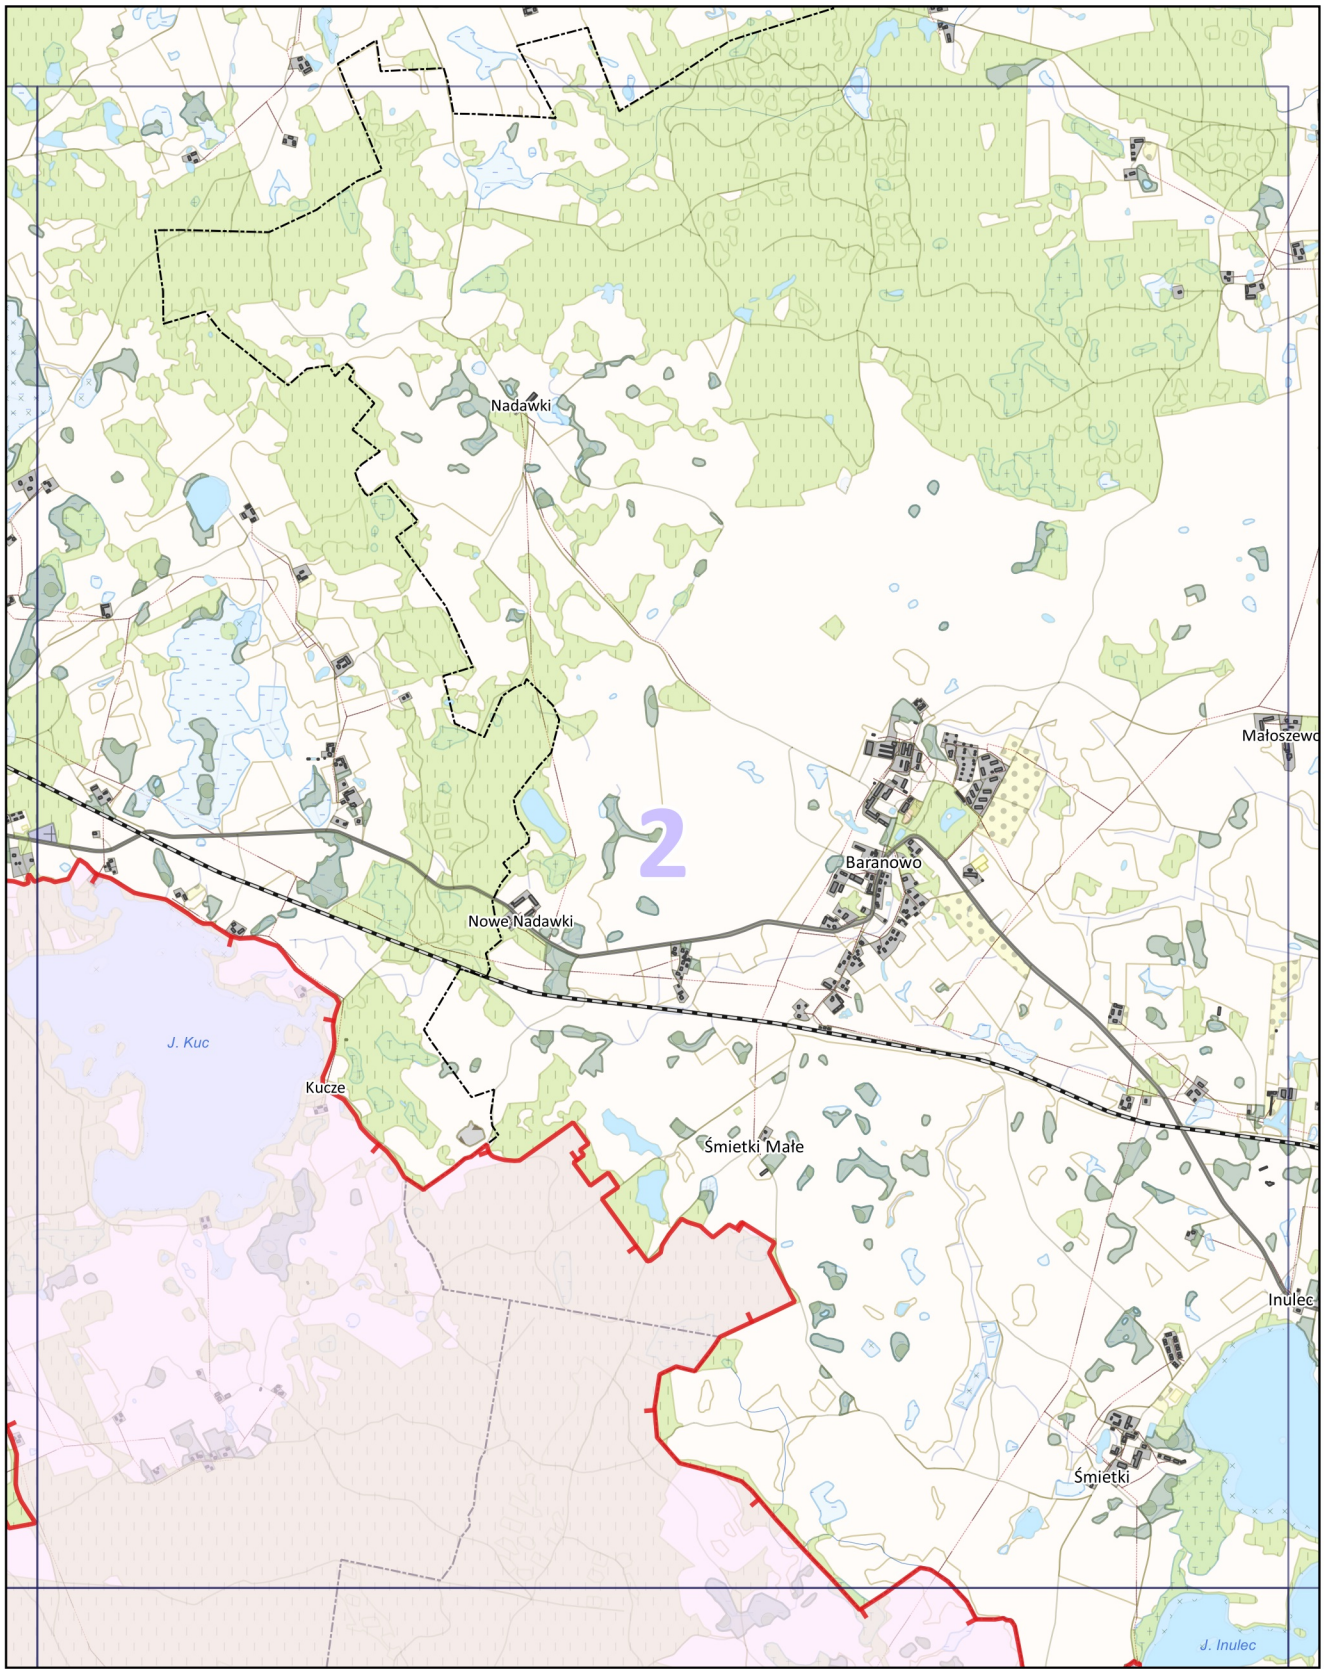 Nadawki
Małoszewo
2
Baranowo
Nowe Nadawki
J. Kuc
Kucze
Śmietki Małe
Inulec
Śmietki
J. Inulec